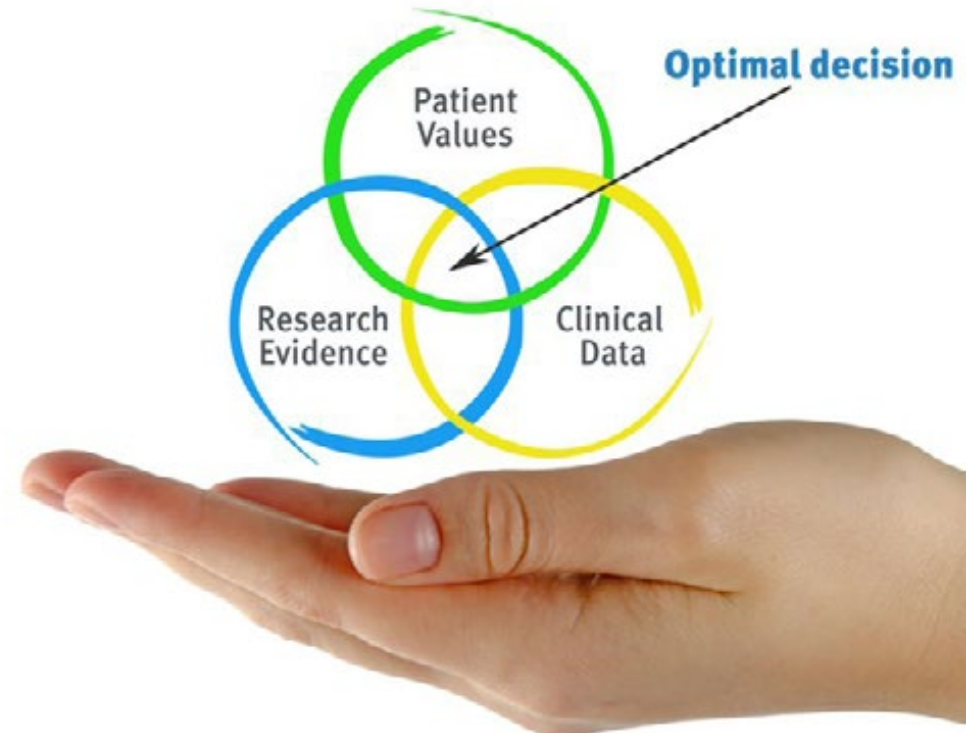 Optimal decision
Patient
Values
Research
Evidence
Clinical
Data